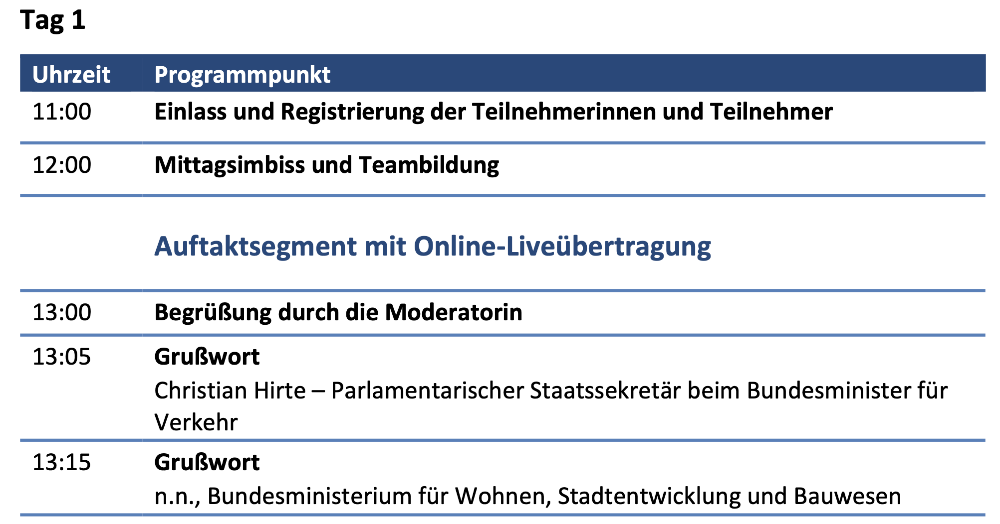 Tag 1
Uhrzeit Programmpunkt
11:00 Einlass und Registrierung der Teilnehmerinnen und Teilnehmer
12:00 Mittagsimbiss und Teambildung
Auftaktsegment mit Online-Liveübertragung
13:00 Begrüßung durch die Moderatorin
13:05 Grußwort
Christian Hirte – Parlamentarischer Staatssekretär beim Bundesminister für
Verkehr
13:15 Grußwort
n.n., Bundesministerium für Wohnen, Stadtentwicklung und Bauwesen